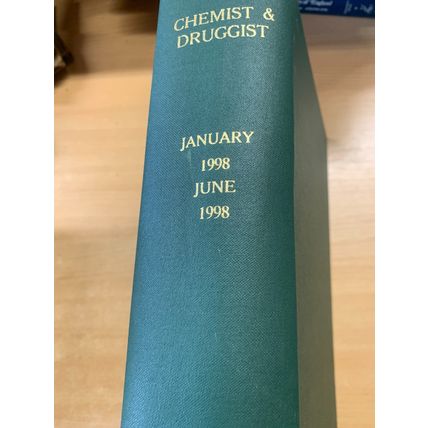 CHEMIST &
DRUGGIST
JANUARY
1998
JUNE
1998